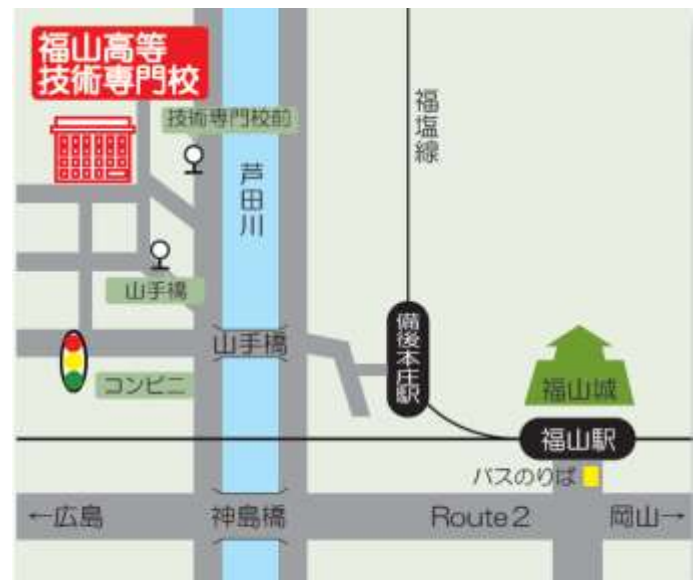 福山高等
技術専門校
技術専門校前
福塩線
芦田川
山手橋
山手橋
備後本庄駅
コンビニ
福山城
福山駅
バスのりば
←広島
神島橋
Route2
岡山→